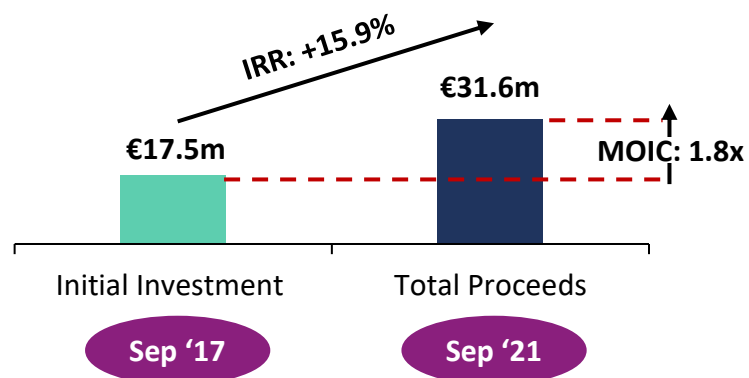 IRR: +15.9%
€31.6m
€17.5m
MOIC: 1.8x
Initial Investment
Total Proceeds
Sep ‘17
Sep ‘21